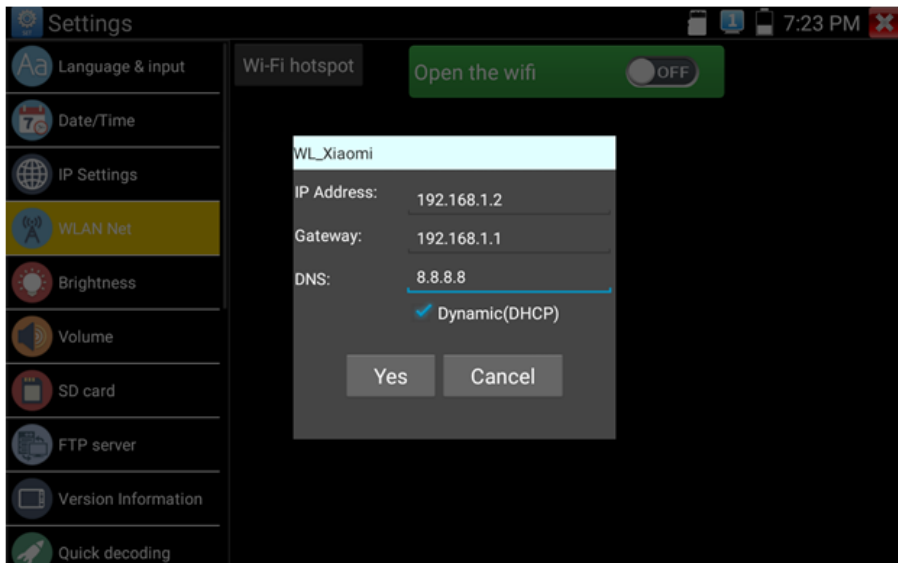 Settings
1
7:23 PM
Language & input
Wi-Fi hotspot
Open the wifi
OFF
Date/Time
IP Settings
WLAN Net
Brightness
Volume
SD card
FTP server
Version Information
Quick decoding
WL_Xiaomi
IP Address: 192.168.1.2
Gateway: 192.168.1.1
DNS: 8.8.8.8
Dynamic(DHCP)
Yes Cancel